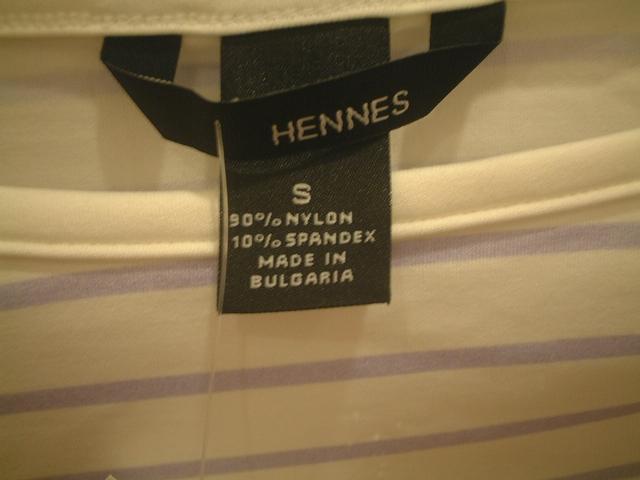 HENNES
S
90% NYLON
10% SPANDEX
MADE IN
BULGARIA